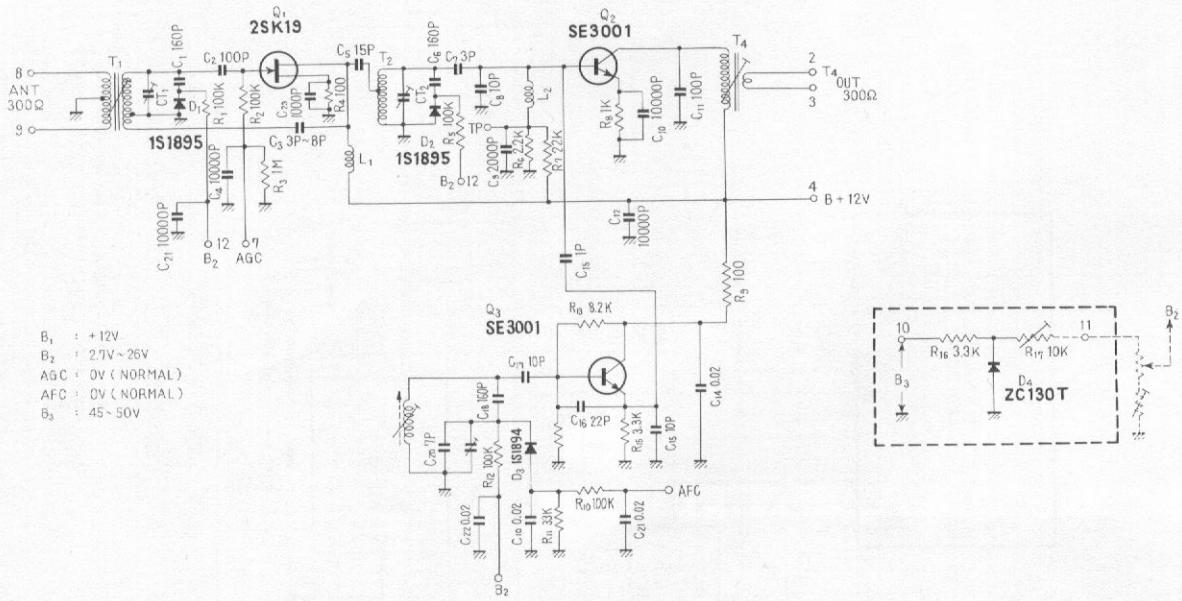 Q1
2SK19
Q2
SE3001
T1
C1 160P
C2 100P
C5 15P
T2
C6 160P
C7 3P
T4
8
ANT
300Ω
9
CT1
D1
R1 100K
R2 100K
C23 1000P
R4 100
CT2
C8 10P
L2
R8 1K
C10 10000P
C11 100P
2
T4
OUT
300Ω
3
1S1895
C3 3P~8P
L1
D2
1S1895
R5 100K
TP
C9 2000P
R6 2.2K
R7 22K
C4 10000P
R3 1M
B2 12
4
B+12V
C12 10000P
C21 10000P
12
B2
7
AGC
C15 1P
R9 100
Q3
SE3001
R13 8.2K
B1 : +12V
B2 : 2.7V~26V
AGC : 0V (NORMAL)
AFC : 0V (NORMAL)
B3 : 45~50V
C17 10P
C18 160P
C16 22P
R15 3.3K
C15 10P
C14 0.02
C20 7P
R12 100K
D3 1S1894
C22 0.02
C10 0.02
R11 33K
R10 100K
C21 0.02
AFC
B2
10
R16 3.3K
R17 10K
11
B2
B3
D4
ZC130T